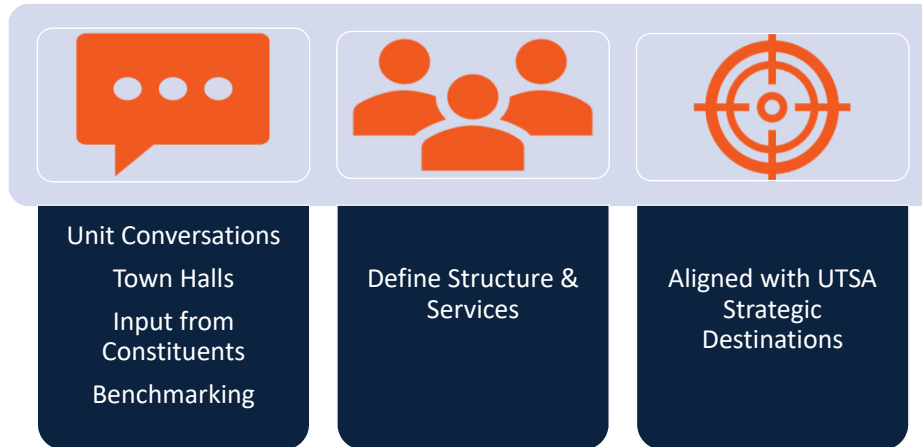 Unit Conversations
Town Halls
Input from
Constituents
Benchmarking
Define Structure &
Services
Aligned with UTSA
Strategic
Destinations